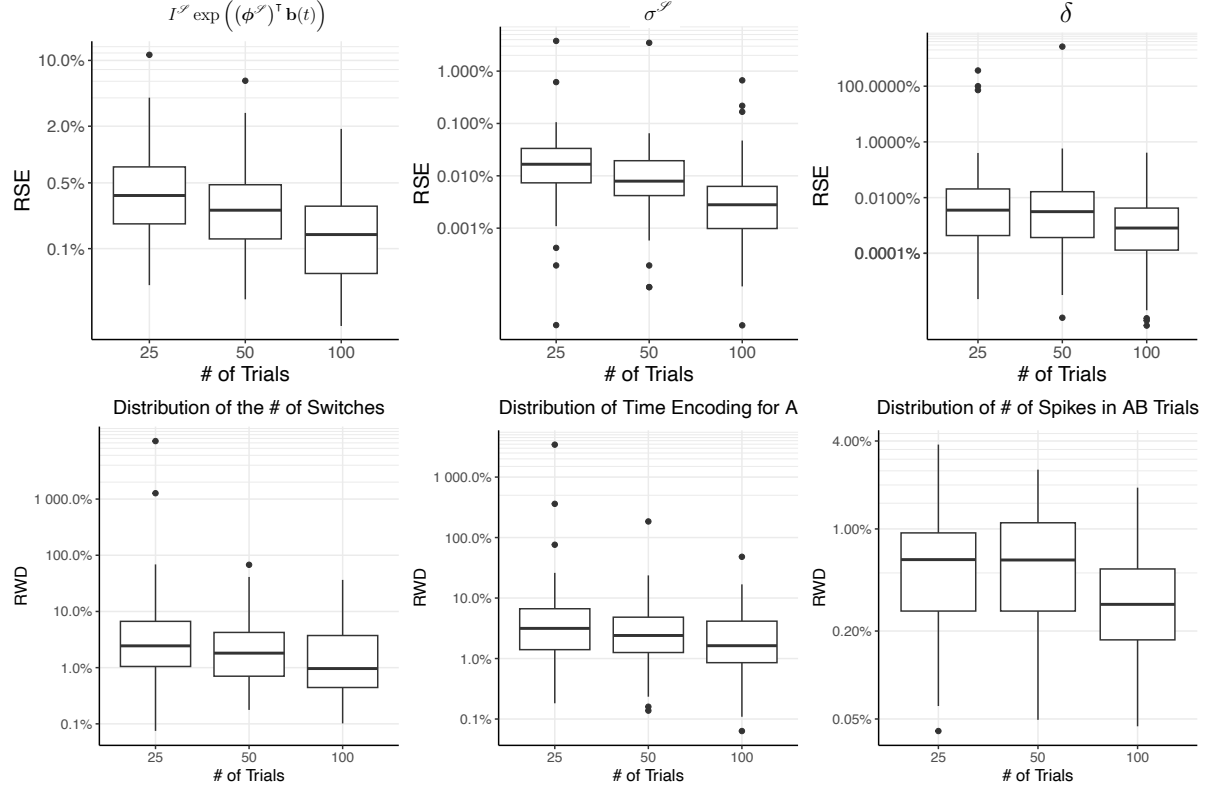 I^𝒮 exp((ϕ^𝒮)^⊺ b(t))
10.0%
2.0%
0.5%
0.1%
RSE
25 50 100
# of Trials
σ^𝒮
1.000%
0.100%
0.010%
0.001%
RSE
25 50 100
# of Trials
δ
100.0000%
1.0000%
0.0100%
0.0001%
RSE
25 50 100
# of Trials
Distribution of the # of Switches
1 000.0%
100.0%
10.0%
1.0%
0.1%
RWD
25 50 100
# of Trials
Distribution of Time Encoding for A
1 000.0%
100.0%
10.0%
1.0%
0.1%
RWD
25 50 100
# of Trials
Distribution of # of Spikes in AB Trials
4.00%
1.00%
0.20%
0.05%
RWD
25 50 100
# of Trials